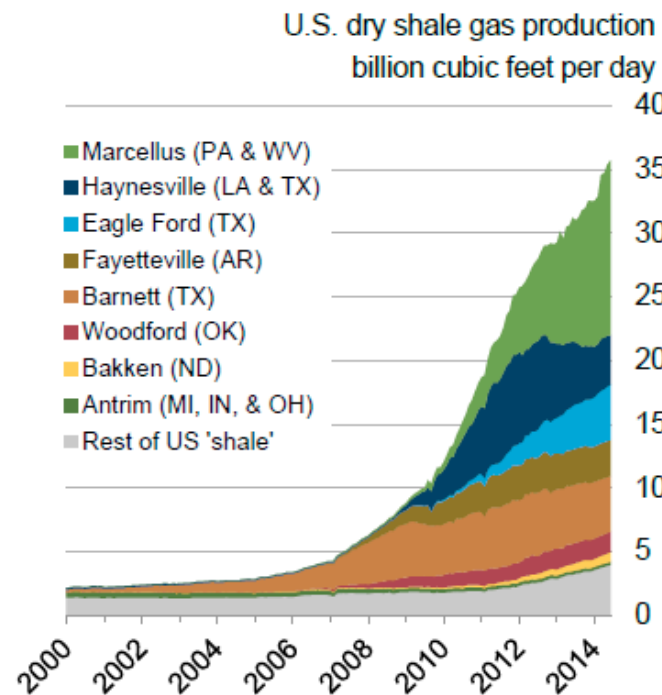 U.S. dry shale gas production
billion cubic feet per day
40
Marcellus (PA & WV)
35
Haynesville (LA & TX)
Eagle Ford (TX)
30
Fayetteville (AR)
Barnett (TX)
25
Woodford (OK)
Bakken (ND)
20
Antrim (MI, IN, & OH)
Rest of US 'shale'
15
10
5
0
2000
2002
2004
2006
2008
2010
2012
2014